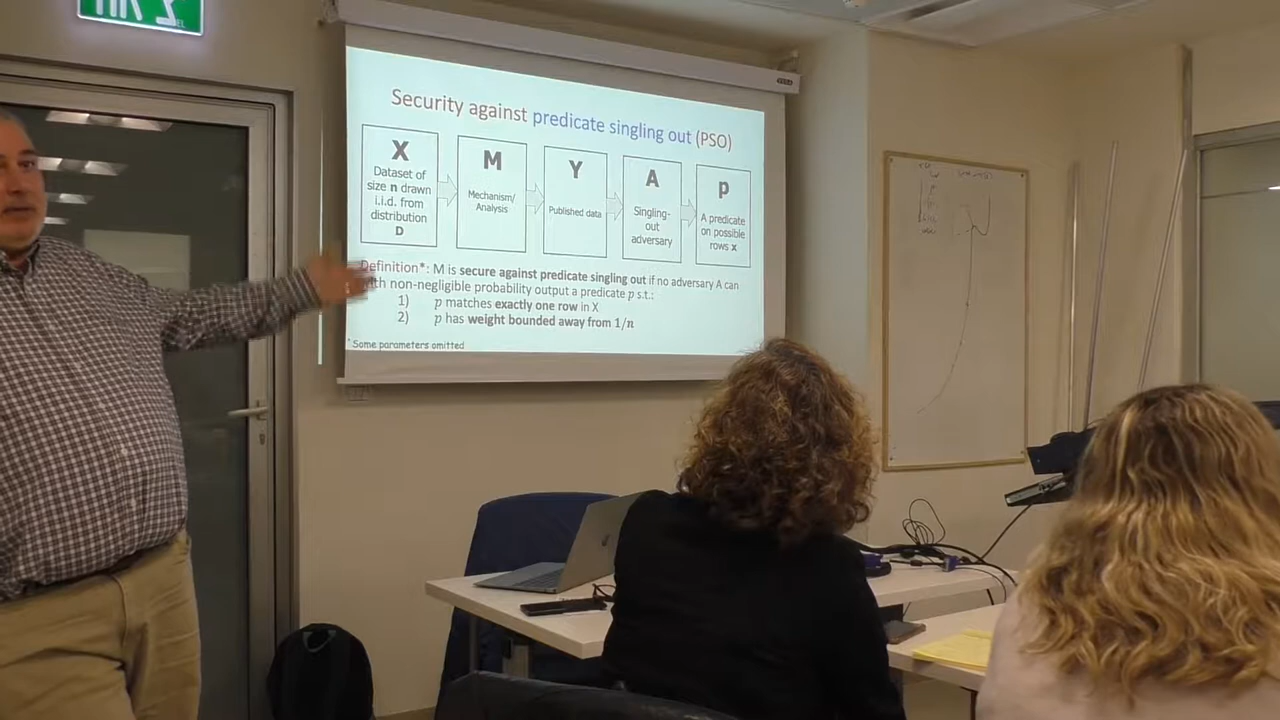 Security against predicate singling out (PSO)
X
Dataset of
size n drawn
i.i.d. from
distribution
D
M
Mechanism/
Analysis
Y
Published data
A
Singling-
out
adversary
p
A predicate
on possible
rows x
Definition*: M is secure against predicate singling out if no adversary A can
with non-negligible probability output a predicate p s.t.:
1) p matches exactly one row in X
2) p has weight bounded away from 1/n
* Some parameters omitted